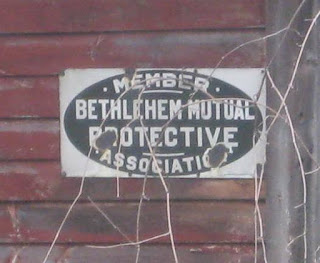 · MEMBER ·
BETHLEHEM MUTUAL
PROTECTIVE
ASSOCIATION